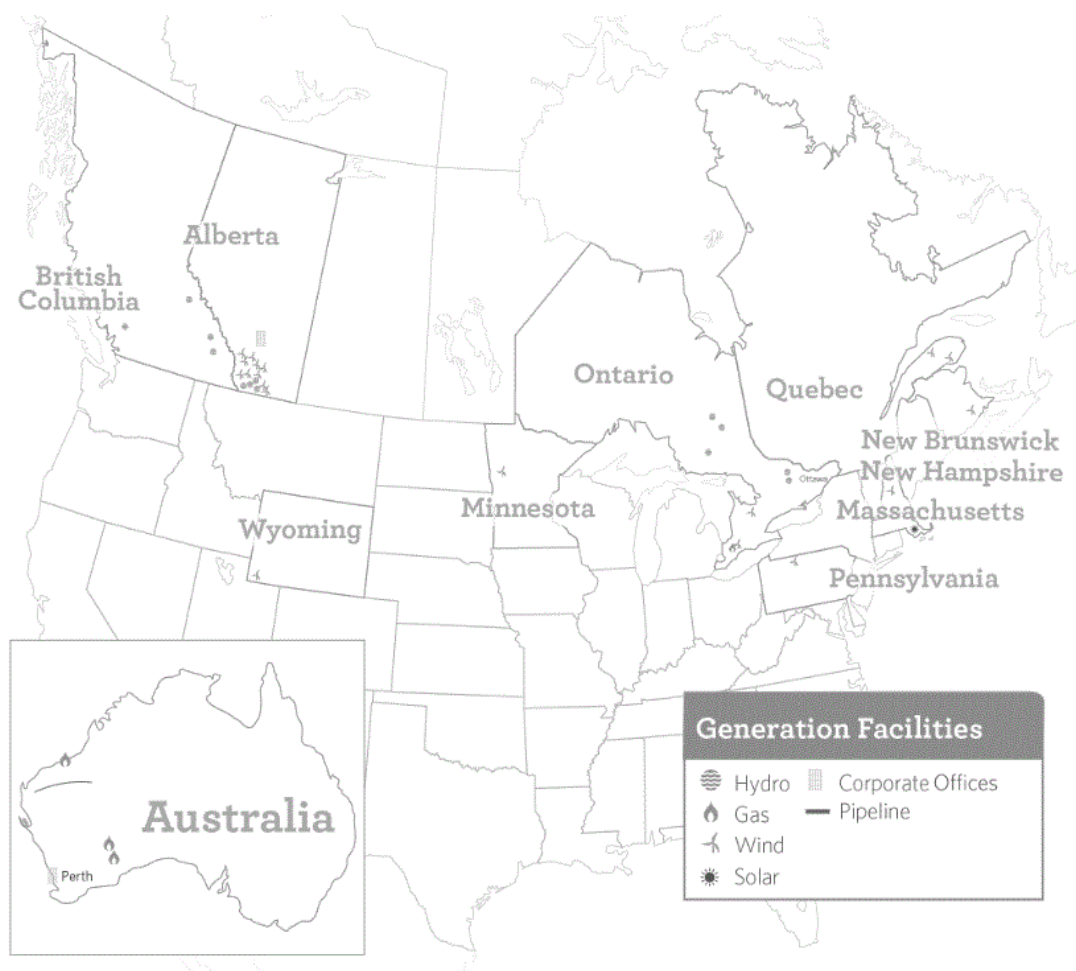 Alberta
British
Columbia
Ontario
Quebec
New Brunswick
New Hampshire
Ottawa
Minnesota
Massachusetts
Wyoming
Pennsylvania
Australia
Perth
Generation Facilities
Hydro
Corporate Offices
Gas
Pipeline
Wind
Solar